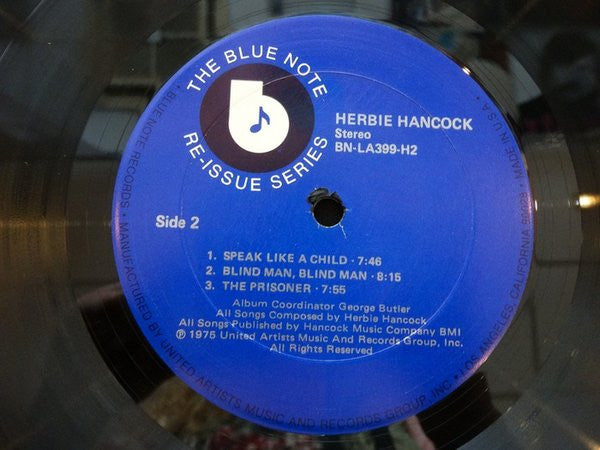 THE BLUE NOTE
RE-ISSUE SERIES
HERBIE HANCOCK
Stereo
BN-LA399-H2
Side 2
1. SPEAK LIKE A CHILD · 7:46
2. BLIND MAN, BLIND MAN · 8:15
3. THE PRISONER · 7:55
Album Coordinator George Butler
All Songs Composed by Herbie Hancock
All Songs Published by Hancock Music Company BMI
℗ 1975 United Artists Music And Records Group, Inc.
All Rights Reserved
· BLUE NOTE RECORDS · MANUFACTURED BY UNITED ARTISTS MUSIC AND RECORDS GROUP, INC · LOS ANGELES, CALIFORNIA · MADE IN U.S.A. ·